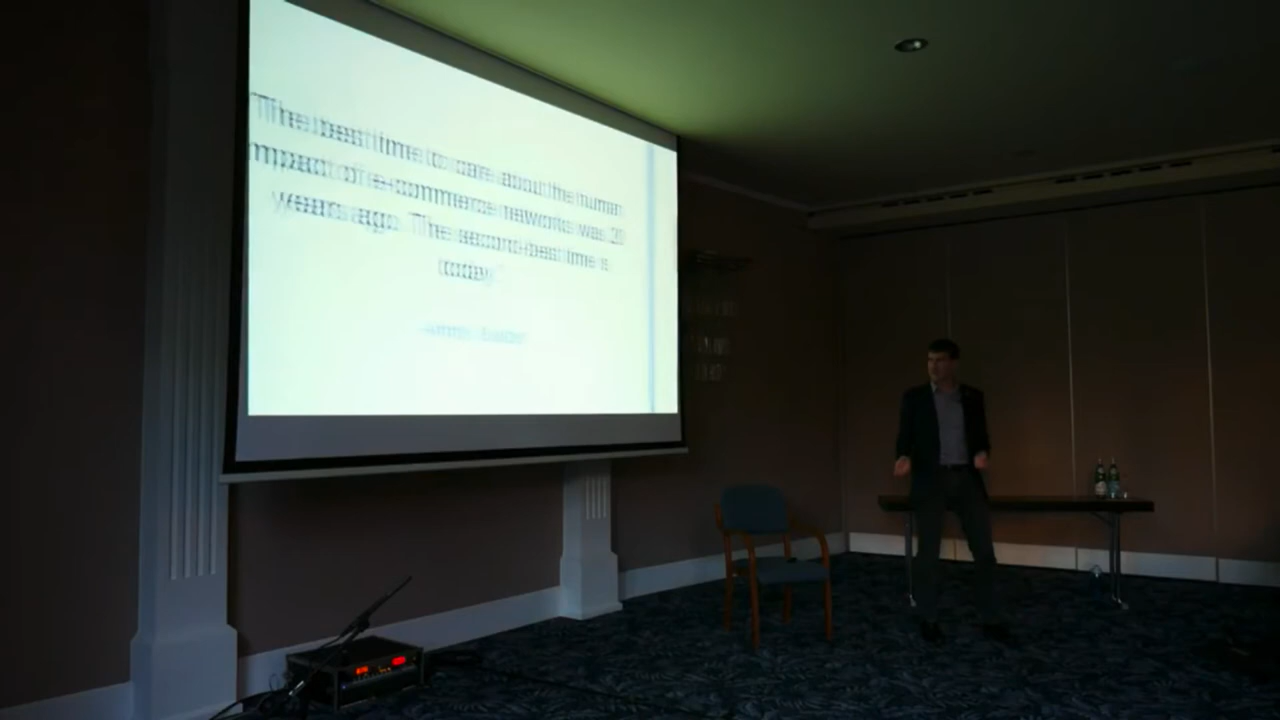 "The best time to care about the human
impact of e-commerce networks was 20
years ago. The second best time is
today."